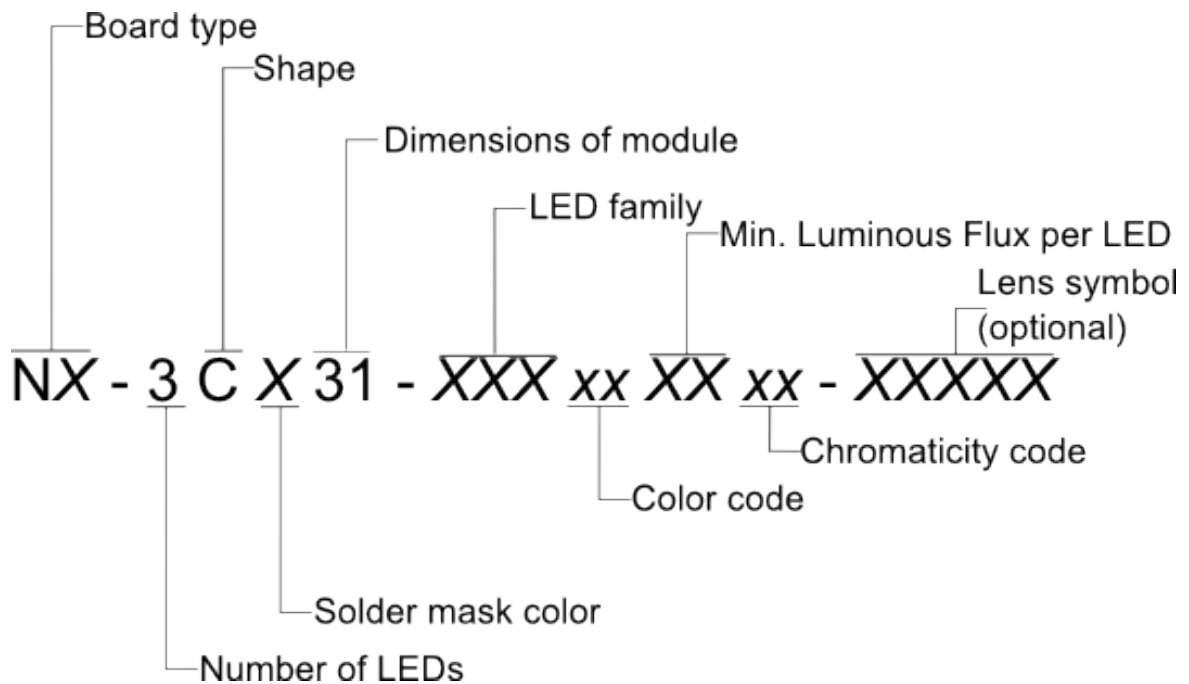 Board type
Shape
Dimensions of module
LED family
Min. Luminous Flux per LED
Lens symbol
(optional)
NX - 3 C X 31 - XXX xx XX xx - XXXXX
Chromaticity code
Color code
Solder mask color
Number of LEDs